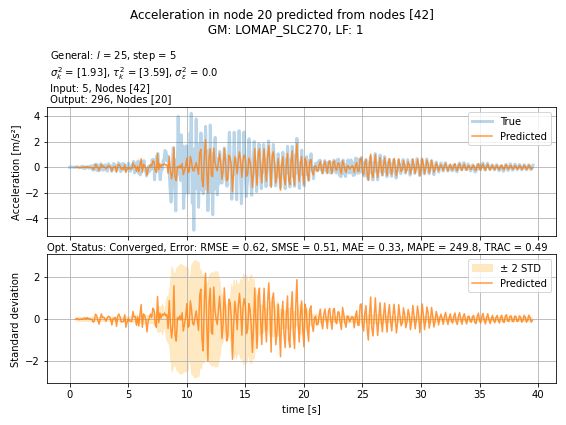 Acceleration in node 20 predicted from nodes [42]
GM: LOMAP_SLC270, LF: 1
General: l = 25, step = 5
σ²ₖ = [1.93], τ²ₖ = [3.59], σ²ε = 0.0
Input: 5, Nodes [42]
Output: 296, Nodes [20]
Acceleration [m/s²]
4
2
0
−2
−4
True
Predicted
Opt. Status: Converged, Error: RMSE = 0.62, SMSE = 0.51, MAE = 0.33, MAPE = 249.8, TRAC = 0.49
Standard deviation
2
0
−2
± 2 STD
Predicted
0 5 10 15 20 25 30 35 40
time [s]